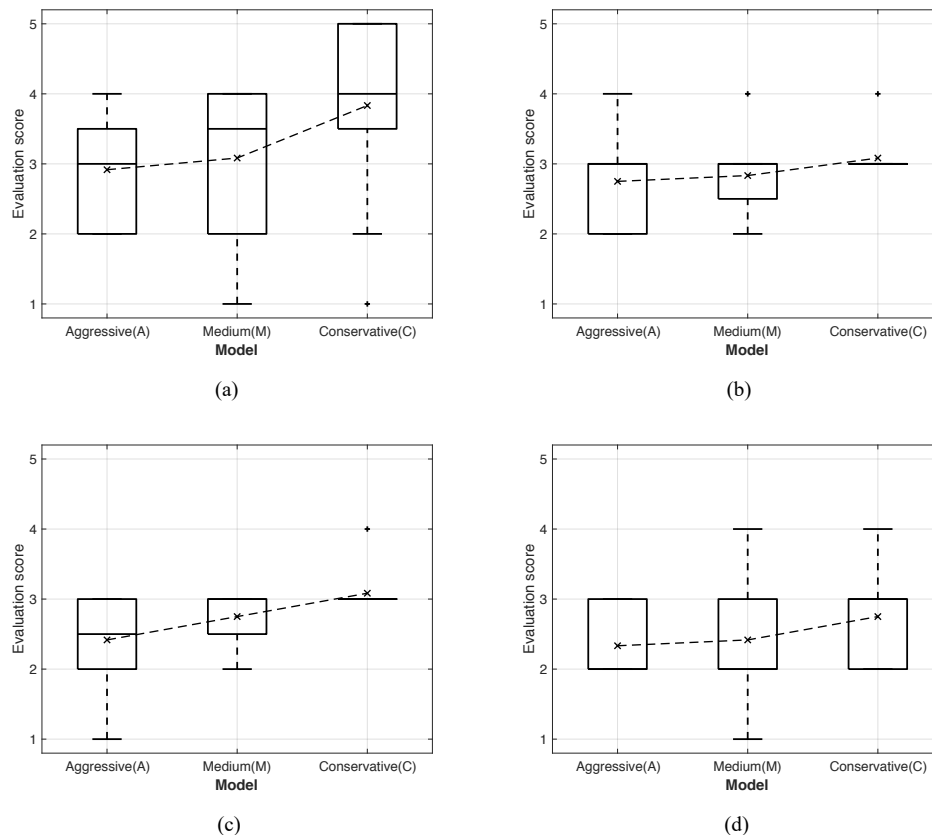 5
4
3
2
1
Evaluation score
Aggressive(A) Medium(M) Conservative(C)
Model
(a)
5
4
3
2
1
Evaluation score
Aggressive(A) Medium(M) Conservative(C)
Model
(b)
5
4
3
2
1
Evaluation score
Aggressive(A) Medium(M) Conservative(C)
Model
(c)
5
4
3
2
1
Evaluation score
Aggressive(A) Medium(M) Conservative(C)
Model
(d)